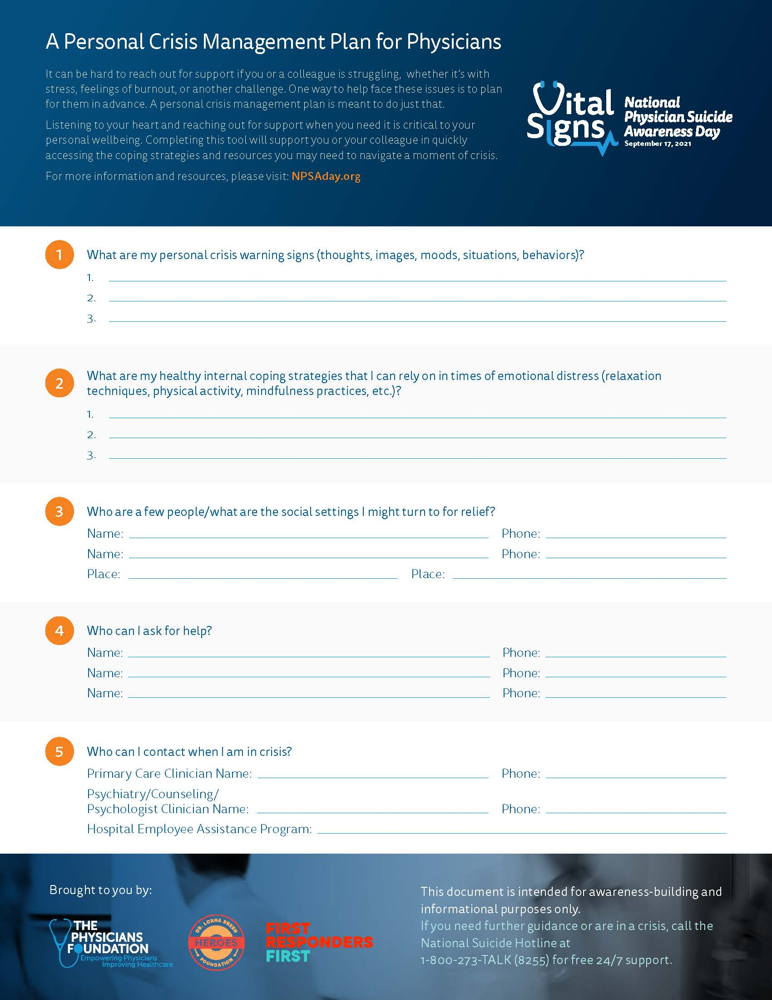 A Personal Crisis Management Plan for Physicians
It can be hard to reach out for support if you or a colleague is struggling, whether it's with
stress, feelings of burnout, or another challenge. One way to help face these issues is to plan
for them in advance. A personal crisis management plan is meant to do just that.
Listening to your heart and reaching out for support when you need it is critical to your
personal wellbeing. Completing this tool will support you or your colleague in quickly
accessing the coping strategies and resources you may need to navigate a moment of crisis.
For more information and resources, please visit: NPSAday.org
Vital
Signs
National
Physician Suicide
Awareness Day
September 17, 2021
1 What are my personal crisis warning signs (thoughts, images, moods, situations, behaviors)?
1.
2.
3.
2 What are my healthy internal coping strategies that I can rely on in times of emotional distress (relaxation
techniques, physical activity, mindfulness practices, etc.)?
1.
2.
3.
3 Who are a few people/what are the social settings I might turn to for relief?
Name: Phone:
Name: Phone:
Place: Place:
4 Who can I ask for help?
Name: Phone:
Name: Phone:
Name: Phone:
5 Who can I contact when I am in crisis?
Primary Care Clinician Name: Phone:
Psychiatry/Counseling/
Psychologist Clinician Name: Phone:
Hospital Employee Assistance Program:
Brought to you by:
THE
PHYSICIANS
FOUNDATION
Empowering Physicians
Improving Healthcare
DR. LORNA BREEN
HEROES
FOUNDATION
FIRST
RESPONDERS
FIRST
This document is intended for awareness-building and
informational purposes only.
If you need further guidance or are in a crisis, call the
National Suicide Hotline at
1-800-273-TALK (8255) for free 24/7 support.